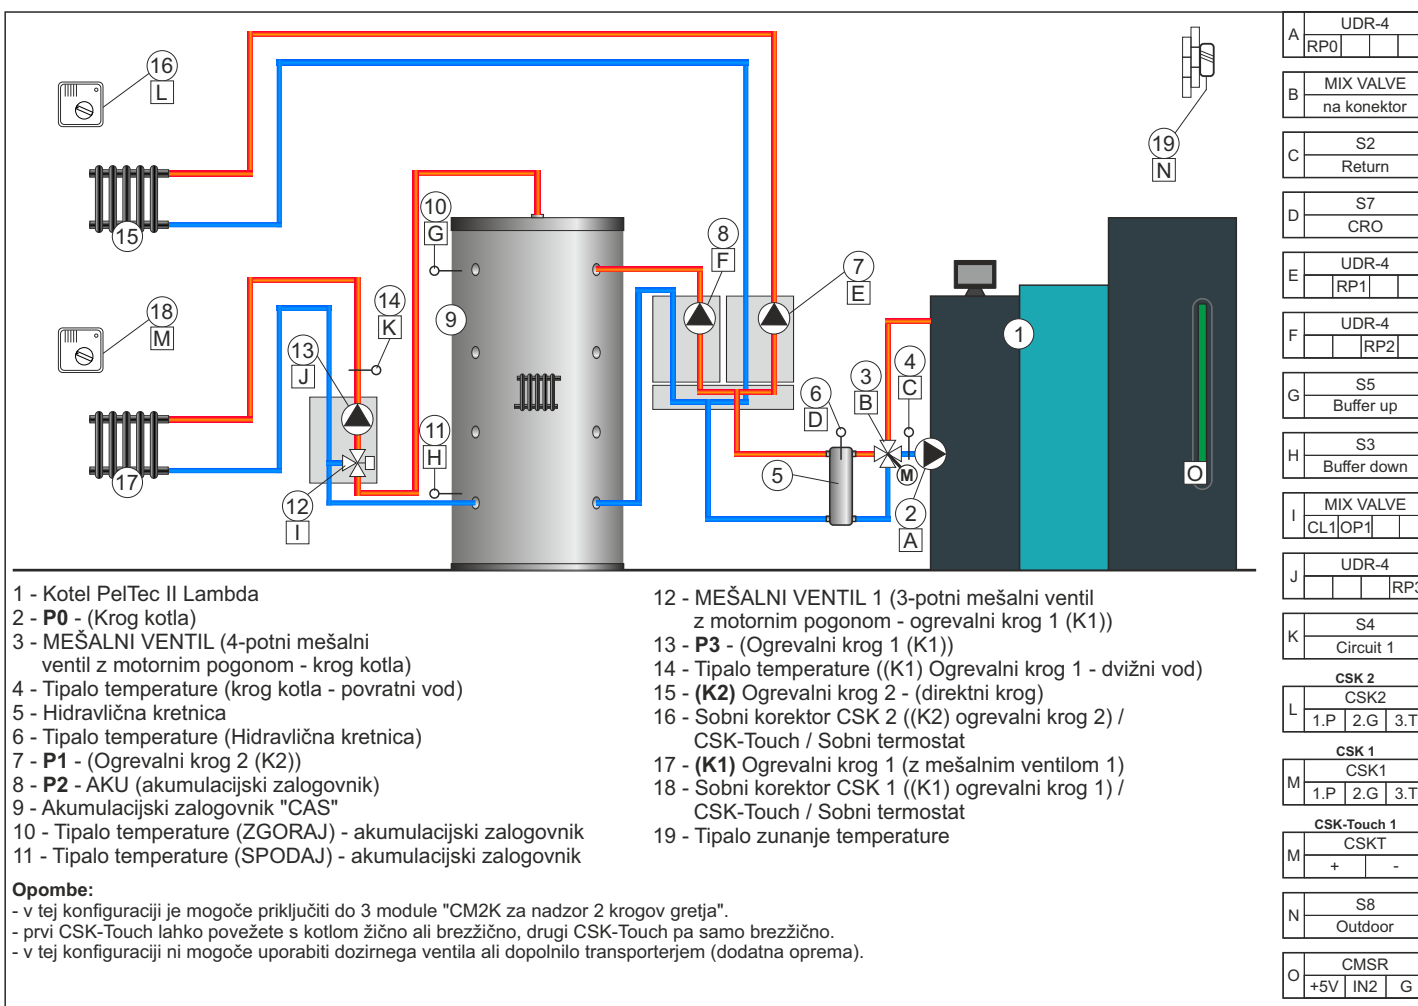 16
L
15
18
M
17
14
K
13
J
12
I
10
G
9
11
H
8
F
7
E
6
D
5
3
B
4
C
M
2
A
1
O
19
N
1 - Kotel PelTec II Lambda
2 - P0 - (Krog kotla)
3 - MEŠALNI VENTIL (4-potni mešalni
ventil z motornim pogonom - krog kotla)
4 - Tipalo temperature (krog kotla - povratni vod)
5 - Hidravlična kretnica
6 - Tipalo temperature (Hidravlična kretnica)
7 - P1 - (Ogrevalni krog 2 (K2))
8 - P2 - AKU (akumulacijski zalogovnik)
9 - Akumulacijski zalogovnik "CAS"
10 - Tipalo temperature (ZGORAJ) - akumulacijski zalogovnik
11 - Tipalo temperature (SPODAJ) - akumulacijski zalogovnik
12 - MEŠALNI VENTIL 1 (3-potni mešalni ventil
z motornim pogonom - ogrevalni krog 1 (K1))
13 - P3 - (Ogrevalni krog 1 (K1))
14 - Tipalo temperature ((K1) Ogrevalni krog 1 - dvižni vod)
15 - (K2) Ogrevalni krog 2 - (direktni krog)
16 - Sobni korektor CSK 2 ((K2) ogrevalni krog 2) /
CSK-Touch / Sobni termostat
17 - (K1) Ogrevalni krog 1 (z mešalnim ventilom 1)
18 - Sobni korektor CSK 1 ((K1) ogrevalni krog 1) /
CSK-Touch / Sobni termostat
19 - Tipalo zunanje temperature
Opombe:
- v tej konfiguraciji je mogoče priključiti do 3 module "CM2K za nadzor 2 krogov gretja".
- prvi CSK-Touch lahko povežete s kotlom žično ali brezžično, drugi CSK-Touch pa samo brezžično.
- v tej konfiguraciji ni mogoče uporabiti dozirnega ventila ali dopolnilo transporterjem (dodatna oprema).
A UDR-4
RP0
B MIX VALVE
na konektor
C S2
Return
D S7
CRO
E UDR-4
RP1
F UDR-4
RP2
G S5
Buffer up
H S3
Buffer down
I MIX VALVE
CL1 OP1
J UDR-4
RP3
K S4
Circuit 1
CSK 2
L CSK2
1.P 2.G 3.T
CSK 1
M CSK1
1.P 2.G 3.T
CSK-Touch 1
M CSKT
+ -
N S8
Outdoor
O CMSR
+5V IN2 G